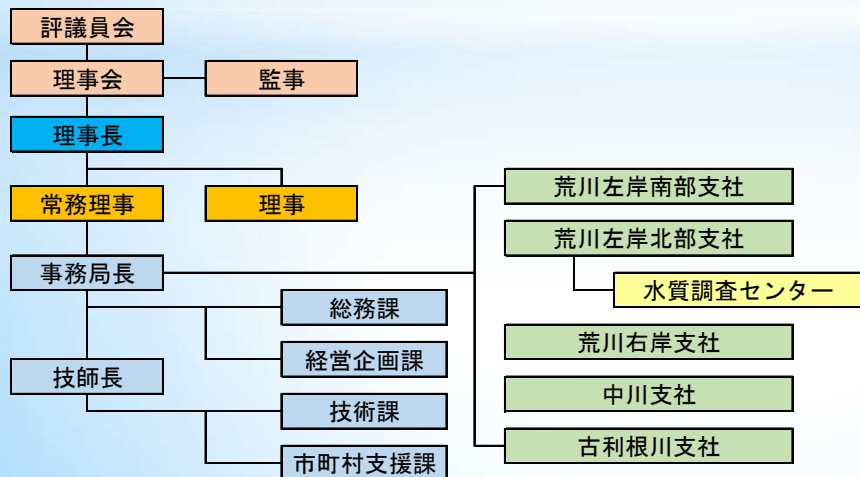 評議員会
理事会
監事
理事長
常務理事
理事
事務局長
総務課
経営企画課
技師長
技術課
市町村支援課
荒川左岸南部支社
荒川左岸北部支社
水質調査センター
荒川右岸支社
中川支社
古利根川支社